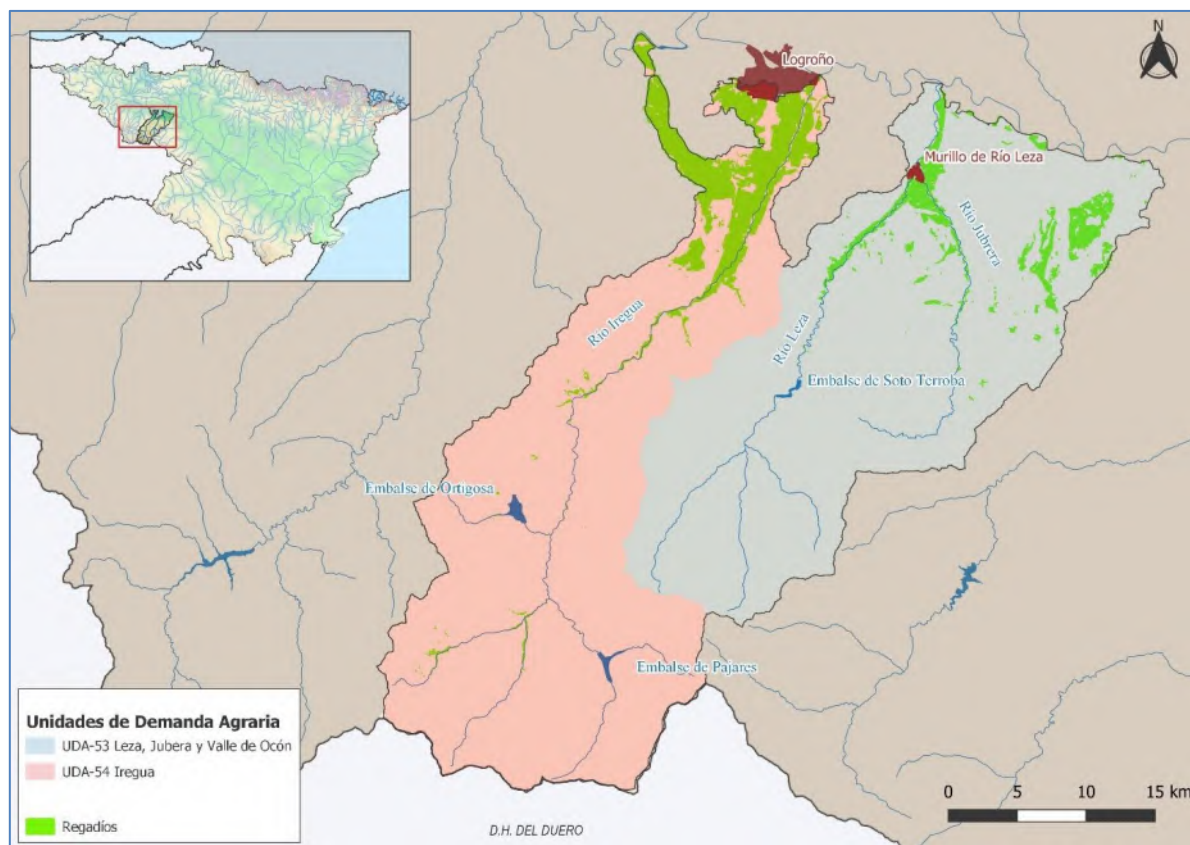 N
Logroño
Murillo de Río Leza
Río Jubrera
Río Iregua
Río Leza
Embalse de Soto Terroba
Embalse de Ortigosa
Embalse de Pajares
Unidades de Demanda Agraria
UDA-53 Leza, Jubera y Valle de Ocón
UDA-54 Iregua
Regadíos
0 5 10 15 km
D.H. DEL DUERO